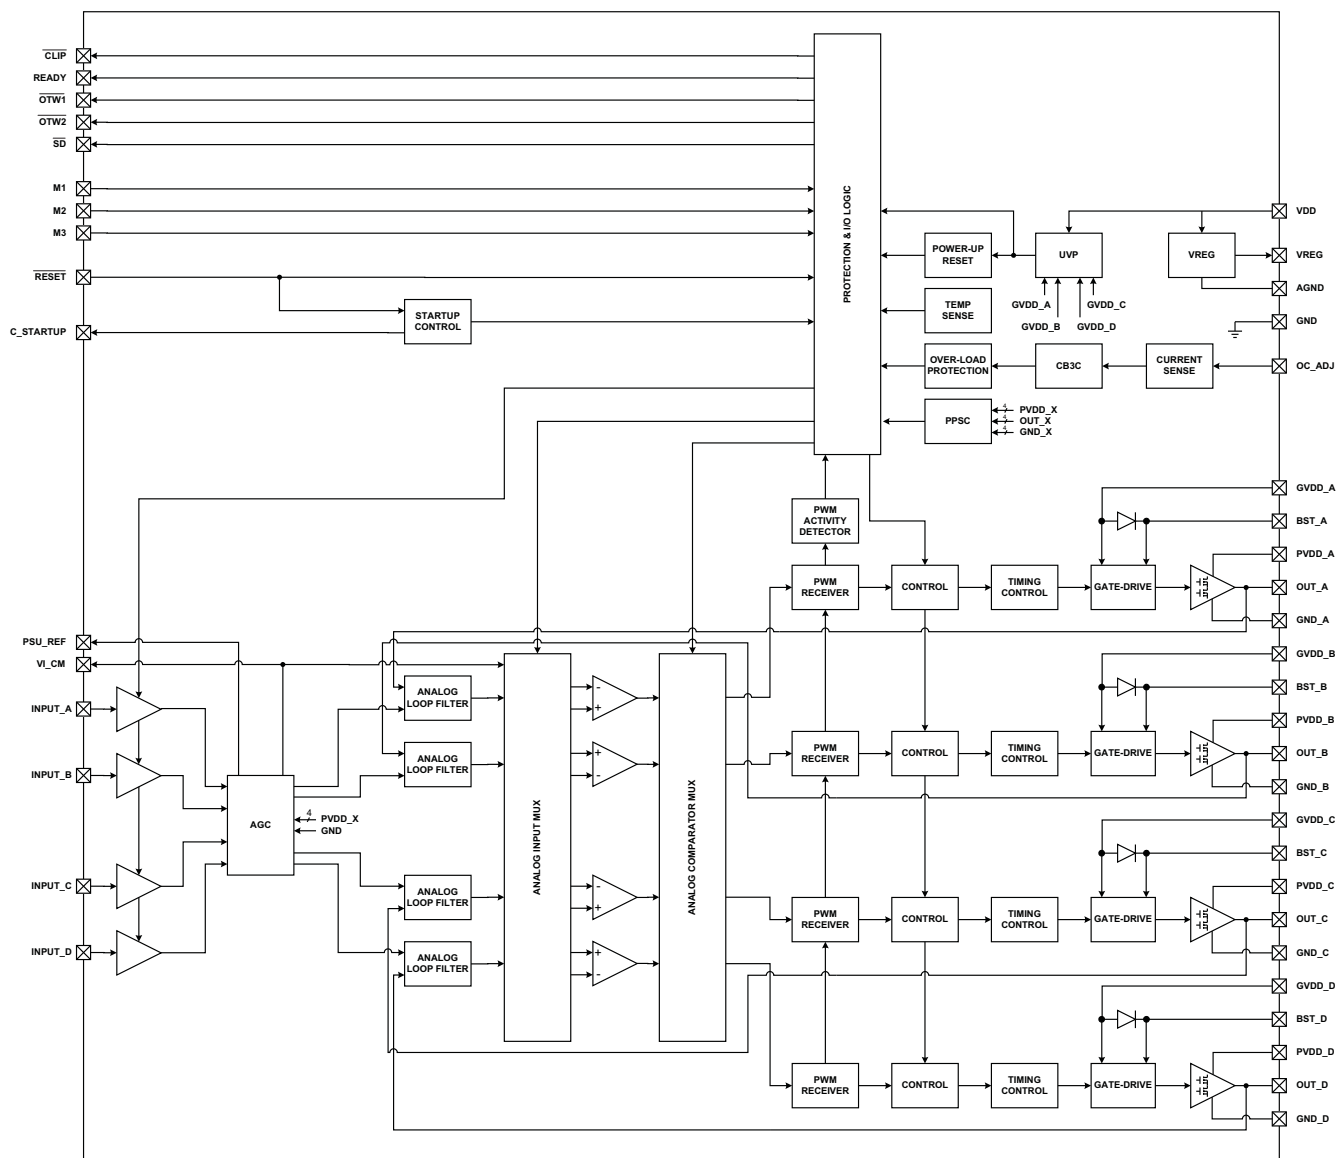 CLIP
READY
OTW1
OTW2
SD
M1
M2
M3
RESET
C_STARTUP
STARTUP
CONTROL
PROTECTION & I/O LOGIC
POWER-UP
RESET
UVP
VREG
GVDD_A
GVDD_C
GVDD_B
GVDD_D
TEMP
SENSE
OVER-LOAD
PROTECTION
CB3C
CURRENT
SENSE
PPSC
4
PVDD_X
4
OUT_X
4
GND_X
VDD
VREG
AGND
GND
OC_ADJ
PWM
ACTIVITY
DETECTOR
PWM
RECEIVER
CONTROL
TIMING
CONTROL
GATE-DRIVE
GVDD_A
BST_A
PVDD_A
OUT_A
GND_A
PSU_REF
VI_CM
INPUT_A
INPUT_B
INPUT_C
INPUT_D
AGC
4
PVDD_X
GND
ANALOG
LOOP FILTER
ANALOG
LOOP FILTER
ANALOG
LOOP FILTER
ANALOG
LOOP FILTER
ANALOG INPUT MUX
-
+
+
-
-
+
+
-
ANALOG COMPARATOR MUX
PWM
RECEIVER
CONTROL
TIMING
CONTROL
GATE-DRIVE
GVDD_B
BST_B
PVDD_B
OUT_B
GND_B
PWM
RECEIVER
CONTROL
TIMING
CONTROL
GATE-DRIVE
GVDD_C
BST_C
PVDD_C
OUT_C
GND_C
PWM
RECEIVER
CONTROL
TIMING
CONTROL
GATE-DRIVE
GVDD_D
BST_D
PVDD_D
OUT_D
GND_D